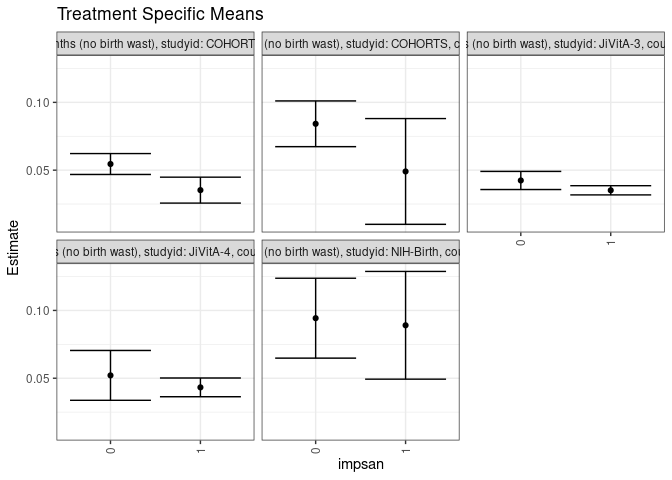 Treatment Specific Means
(no birth wast), studyid: COHORT
(no birth wast), studyid: COHORTS,
(no birth wast), studyid: JiVitA-3, cou
0.10
0.05
0
1
(no birth wast), studyid: JiVitA-4, cou
(no birth wast), studyid: NIH-Birth, cou
0.10
0.05
0
1
0
1
impsan
Estimate